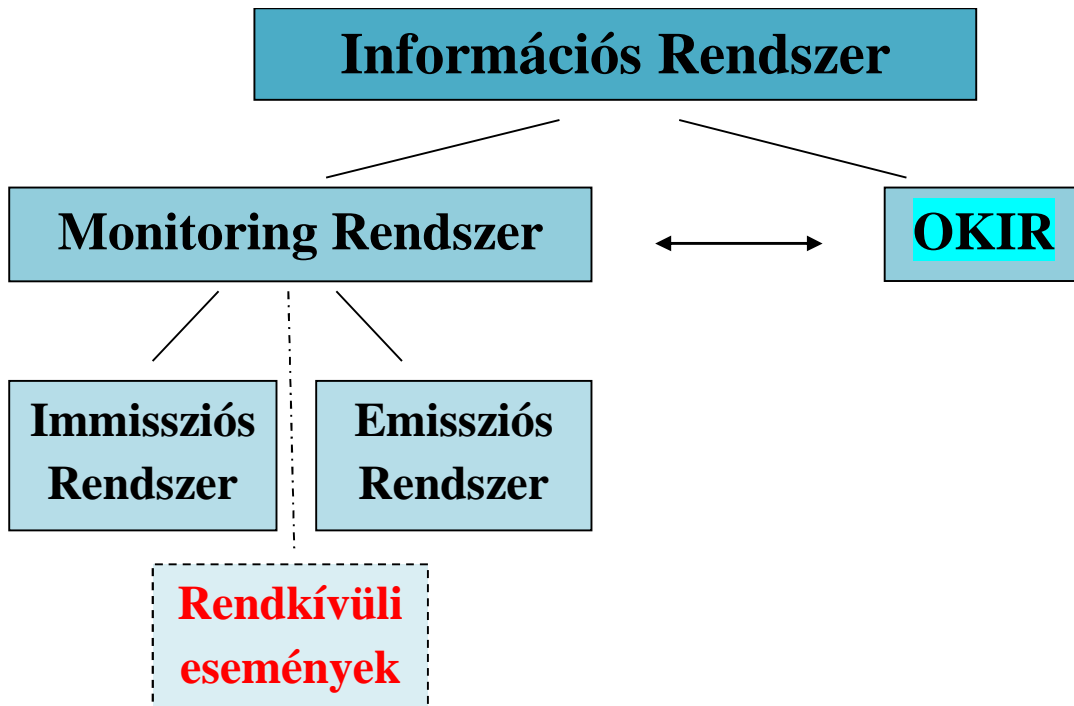 Információs Rendszer
Monitoring Rendszer
OKIR
Immissziós
Rendszer
Emissziós
Rendszer
Rendkívüli
események